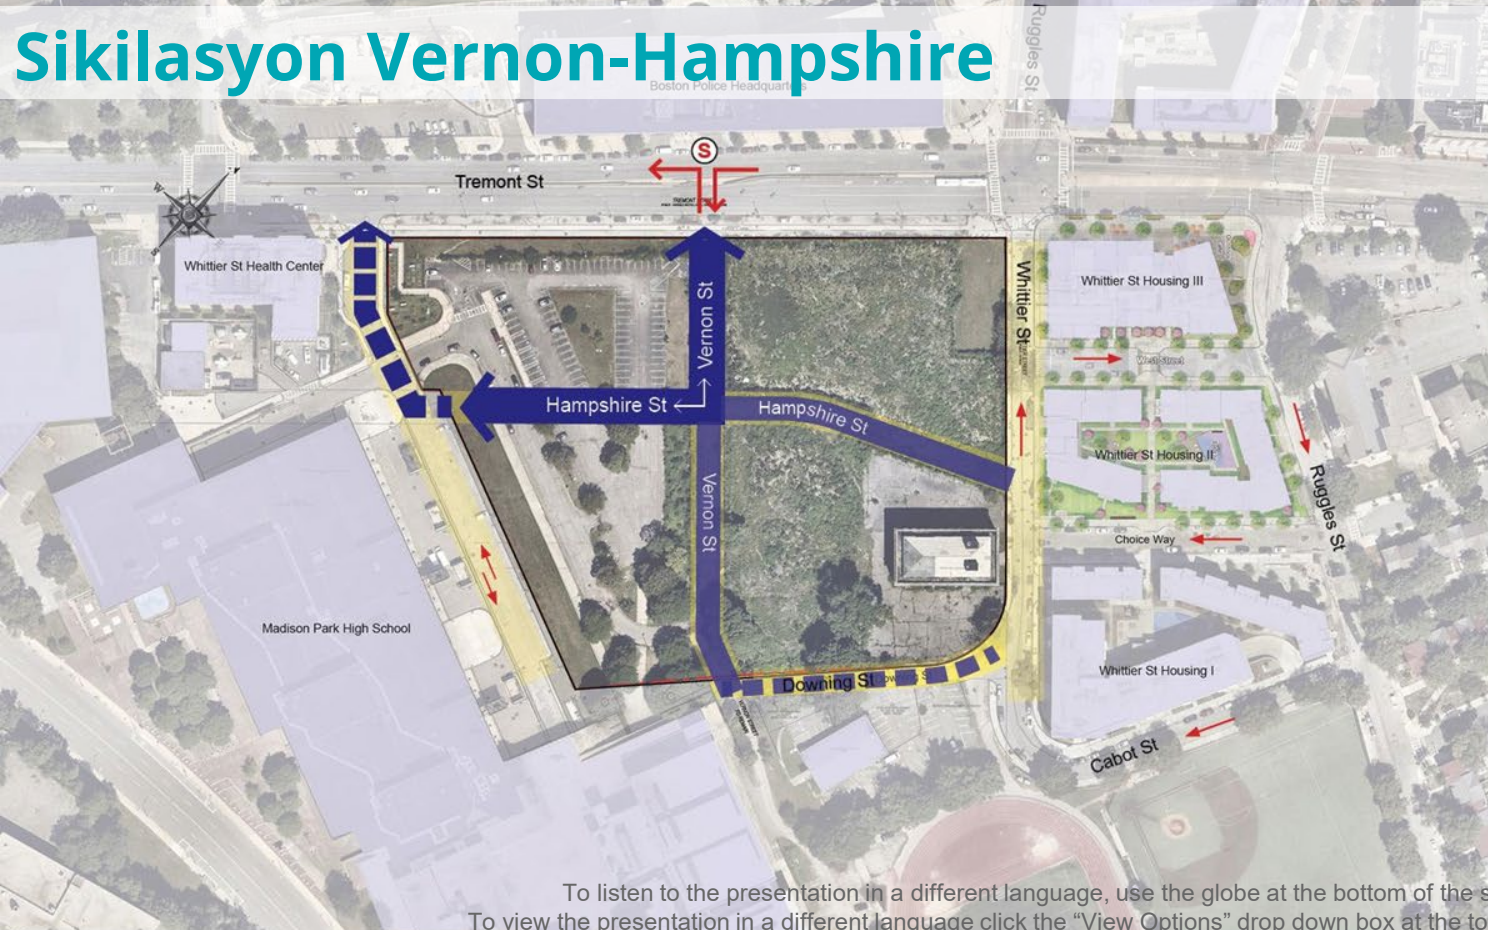 Sikilasyon Vernon-Hampshire
Ruggles St
Boston Police Headquarters
S
Tremont St
W
Whittier St Health Center
Whittier St
Whittier St Housing III
Vernon St
West Street
Hampshire St
Hampshire St
Vernon St
Whittier St Housing II
Ruggles St
Choice Way
Madison Park High School
Whittier St Housing I
Downing St
Cabot St
To listen to the presentation in a different language, use the globe at the bottom of the s
To view the presentation in a different language click the “View Options” drop down box at the to